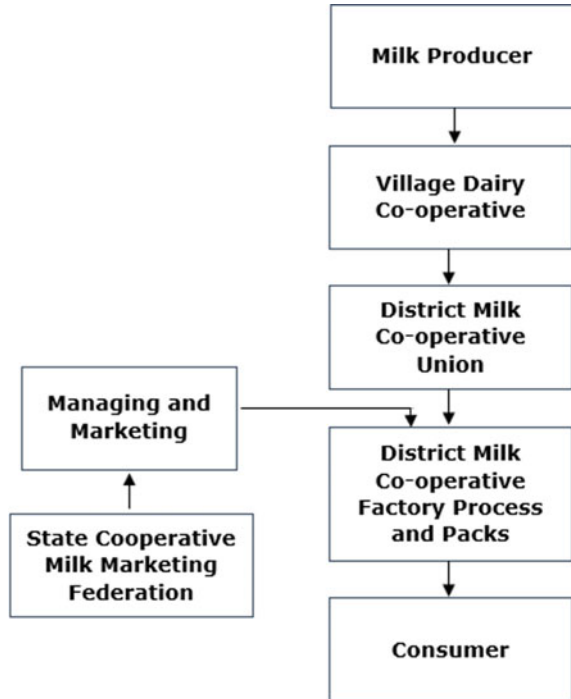 Milk Producer
Village Dairy
Co-operative
District Milk
Co-operative
Union
Managing and
Marketing
District Milk
Co-operative
Factory Process
and Packs
State Cooperative
Milk Marketing
Federation
Consumer